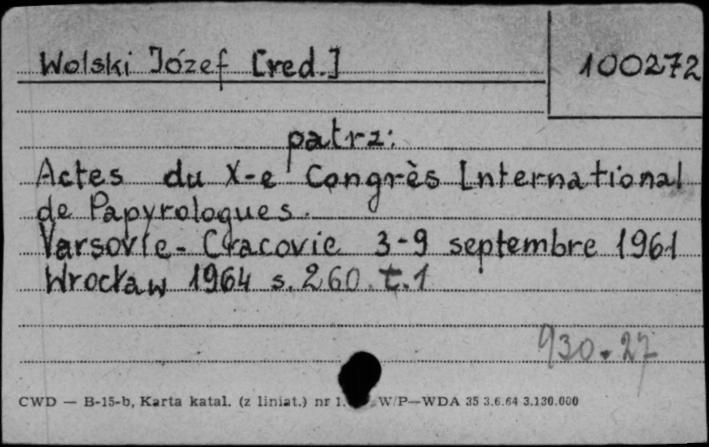 Wolski Józef [red.]
100272
patrz:
Actes du X-e Congrès International
de Papyrologues.
Varsovie - Cracovie 3-9 septembre 1961
Wrocław 1964 s. 260. t. 1
930.27
CWD — B-15-b, Karta katal. (z liniat.) nr 1. W/P—WDA 35 3.6.64 3.130.000